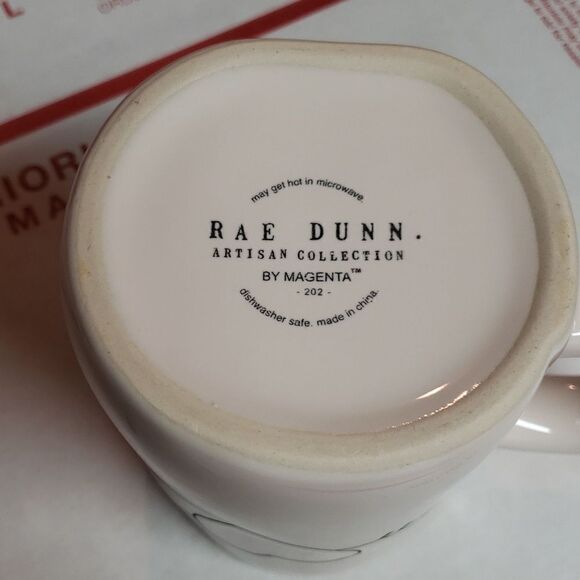 may get hot in microwave.
RAE DUNN.
ARTISAN COLLECTION
BY MAGENTA™
- 202 -
dishwasher safe. made in china.